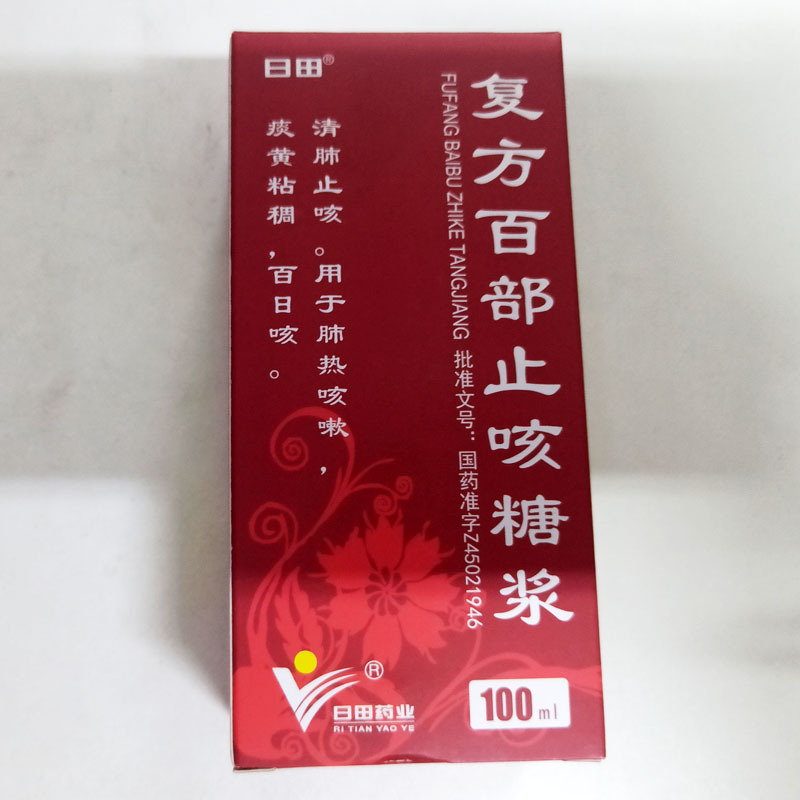 日田®
复方百部止咳糖浆
FUFANG BAIBU ZHIKE TANGJIANG 批准文号：国药准字Z45021946
清肺止咳。用于肺热咳嗽，
痰黄粘稠，百日咳。
®
日田药业
RI TIAN YAO YE
100ml